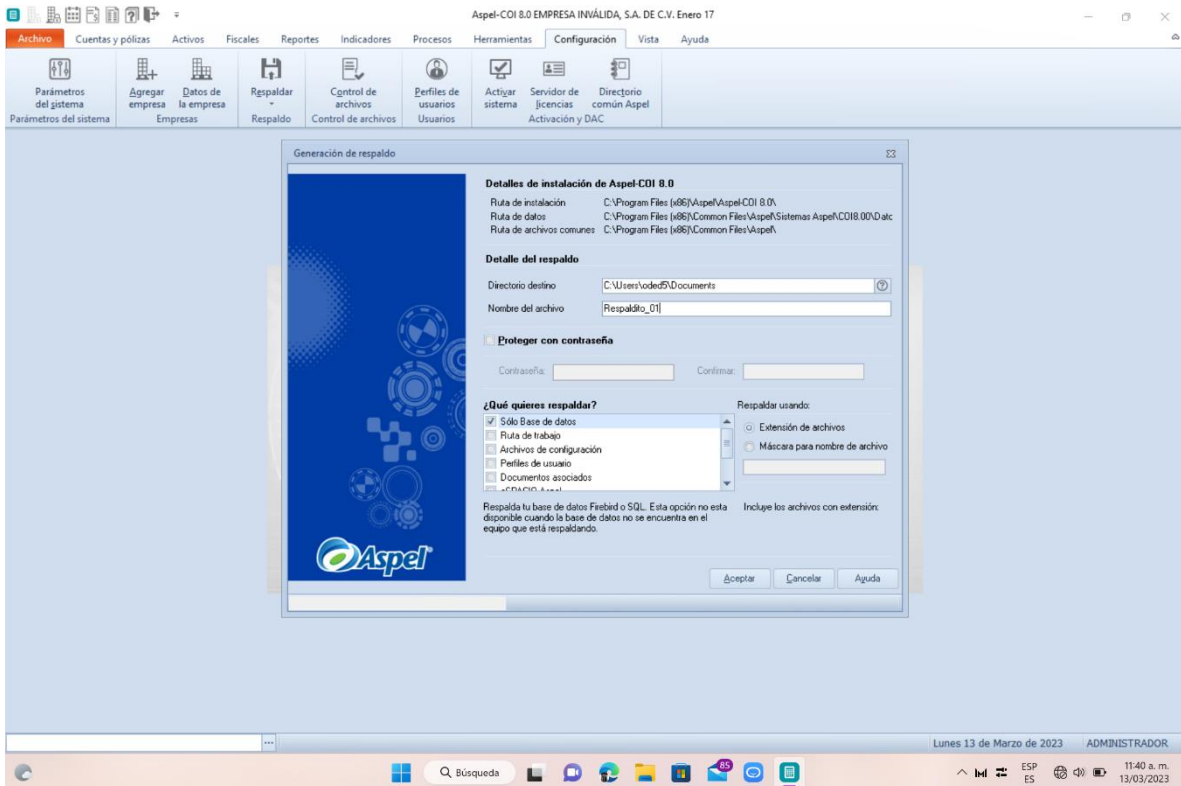 Aspel-COI 8.0 EMPRESA INVÁLIDA, S.A. DE C.V. Enero 17
Archivo Cuentas y pólizas Activos Fiscales Reportes Indicadores Procesos Herramientas Configuración Vista Ayuda
Parámetros del sistema
Agregar empresa
Datos de la empresa
Respaldar
Control de archivos
Perfiles de usuarios
Activar sistema
Servidor de licencias
Directorio común Aspel
Parámetros del sistema Empresas Respaldo Control de archivos Usuarios Activación y DAC
Generación de respaldo
Detalles de instalación de Aspel-COI 8.0
Ruta de instalación C:\Program Files (x86)\Aspel\Aspel-COI 8.0\
Ruta de datos C:\Program Files (x86)\Common Files\Aspel\Sistemas Aspel\COI8.00\Datc
Ruta de archivos comunes C:\Program Files (x86)\Common Files\Aspel\
Detalle del respaldo
Directorio destino C:\Users\oded5\Documents
Nombre del archivo Respaldito_01
Proteger con contraseña
Contraseña: Confirmar:
¿Qué quieres respaldar? Respaldar usando:
Sólo Base de datos
Ruta de trabajo
Archivos de configuración
Perfiles de usuario
Documentos asociados
Extensión de archivos
Máscara para nombre de archivo
Respalda tu base de datos Firebird o SQL. Esta opción no esta
disponible cuando la base de datos no se encuentra en el
equipo que está respaldando.
Incluye los archivos con extensión:
Aspel
Aceptar Cancelar Ayuda
Lunes 13 de Marzo de 2023 ADMINISTRADOR
Búsqueda
85
ESP
ES
11:40 a. m.
13/03/2023